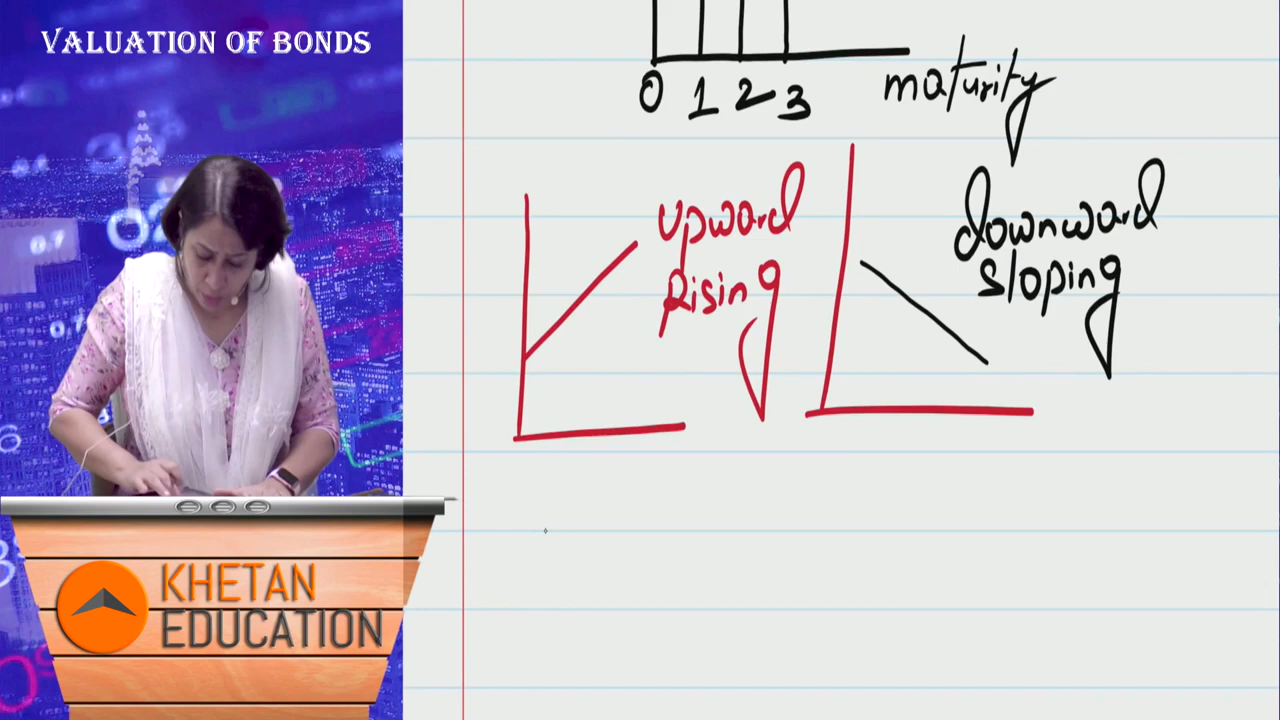 VALUATION OF BONDS
0 1 2 3 maturity
upward
Rising
downward
sloping
KHETAN
EDUCATION